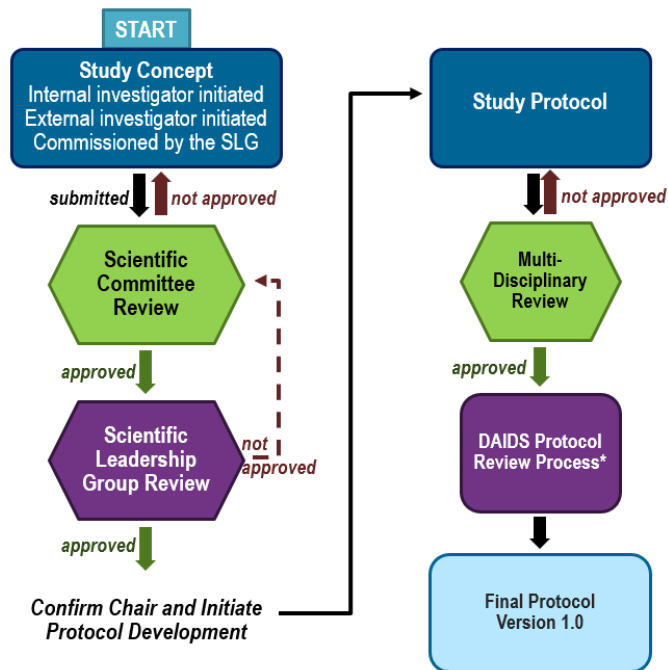 START
Study Concept
Internal investigator initiated
External investigator initiated
Commissioned by the SLG
submitted
not approved
Scientific
Committee
Review
approved
Scientific
Leadership
Group Review
not
approved
approved
Confirm Chair and Initiate
Protocol Development
Study Protocol
not approved
Multi-
Disciplinary
Review
approved
DAIDS Protocol
Review Process*
Final Protocol
Version 1.0